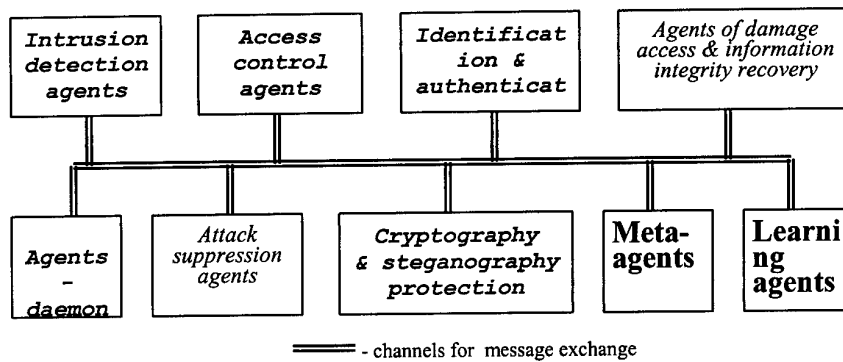 Intrusion
detection
agents
Access
control
agents
Identificat
ion &
authenticat
Agents of damage
access & information
integrity recovery
Agents
-
daemon
Attack
suppression
agents
Cryptography
& steganography
protection
Meta-
agents
Learni
ng
agents
- channels for message exchange